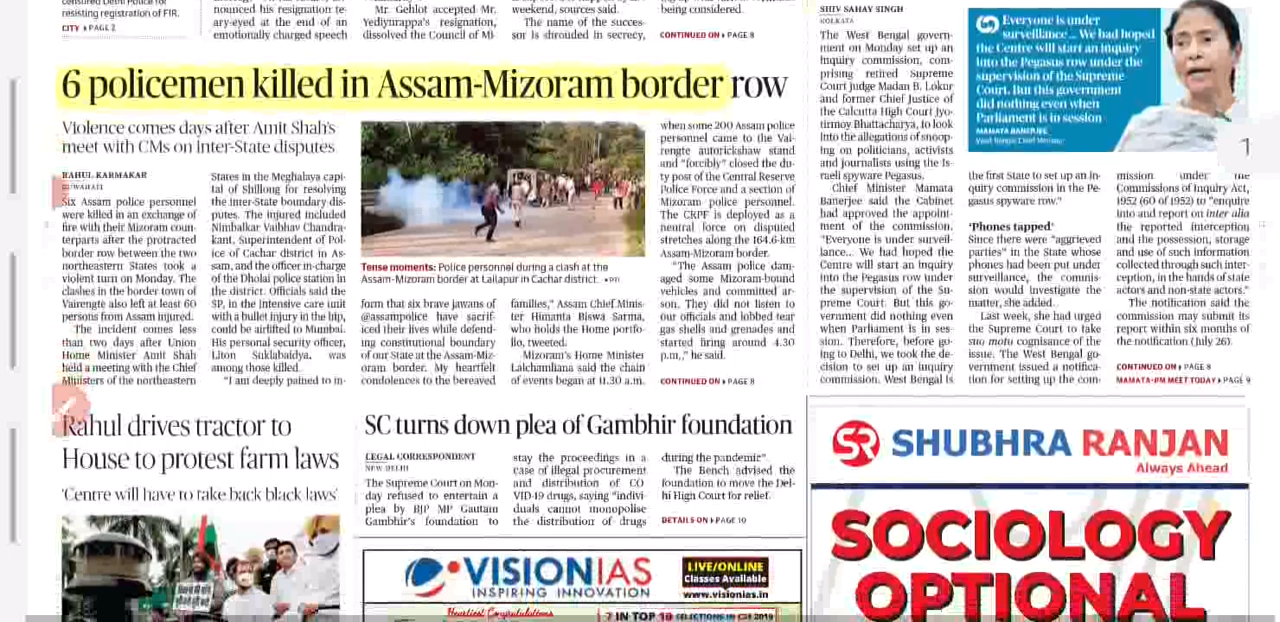 censured Delhi Police for
resisting registration of FIR.
CITY ▸ PAGE 2
nounced his resignation te-
ary-eyed at the end of an
emotionally charged speech
Mr. Gehlot accepted Mr.
Yediyurappa's resignation,
dissolved the Council of Mi-
weekend, sources said.
The name of the succes-
sor is shrouded in secrecy,
being considered.
CONTINUED ON ▸ PAGE 8
6 policemen killed in Assam-Mizoram border row
Violence comes days after Amit Shah's
meet with CMs on inter-State disputes
RAHUL KARMAKAR
GUWAHATI
Six Assam police personnel
were killed in an exchange of
fire with their Mizoram coun-
terparts after the protracted
border row between the two
northeastern States took a
violent turn on Monday. The
clashes in the border town of
Vairengte also left at least 60
persons from Assam injured.
The incident comes less
than two days after Union
Home Minister Amit Shah
held a meeting with the Chief
Ministers of the northeastern
States in the Meghalaya capi-
tal of Shillong for resolving
the inter-State boundary dis-
putes. The injured included
Nimbalkar Vaibhav Chandra-
kant, Superintendent of Pol-
ice of Cachar district in As-
sam, and the officer in-charge
of the Dholai police station in
the district. Officials said the
SP, in the intensive care unit
with a bullet injury in the hip,
could be airlifted to Mumbai.
His personal security officer,
Liton Suklabaidya, was
among those killed.
"I am deeply pained to in-
Tense moments: Police personnel during a clash at the
Assam-Mizoram border at Lailapur in Cachar district. • PTI
form that six brave jawans of
@assampolice have sacrif-
iced their lives while defend-
ing constitutional boundary
of our State at the Assam-Miz-
oram border. My heartfelt
condolences to the bereaved
families," Assam Chief Minis-
ter Himanta Biswa Sarma,
who holds the Home portfo-
lio, tweeted.
Mizoram's Home Minister
Lalchamliana said the chain
of events began at 11.30 a.m.
when some 200 Assam police
personnel came to the Vai-
rengte autorickshaw stand
and "forcibly" closed the du-
ty post of the Central Reserve
Police Force and a section of
Mizoram police personnel.
The CRPF is deployed as a
neutral force on disputed
stretches along the 164.6-km
Assam-Mizoram border.
"The Assam police dam-
aged some Mizoram-bound
vehicles and committed ar-
son. They did not listen to
our officials and lobbed tear
gas shells and grenades and
started firing around 4.30
p.m.," he said.
CONTINUED ON ▸ PAGE 8
SHIV SAHAY SINGH
KOLKATA
The West Bengal govern-
ment on Monday set up an
inquiry commission, com-
prising retired Supreme
Court judge Madan B. Lokur
and former Chief Justice of
the Calcutta High Court Jyo-
tirmoy Bhattacharya, to look
into the allegations of snoop-
ing on politicians, activists
and journalists using the Is-
raeli spyware Pegasus.
Chief Minister Mamata
Banerjee said the Cabinet
had approved the appoint-
ment of the commission.
"Everyone is under surveil-
lance... We had hoped the
Centre will start an inquiry
into the Pegasus row under
the supervision of the
Supreme Court. But this go-
vernment did nothing even
when Parliament is in ses-
sion. Therefore, before go-
ing to Delhi, we took the de-
cision to set up an inquiry
commission. West Bengal is
Everyone is under
surveillance... We had hoped
the Centre will start an inquiry
into the Pegasus row under the
supervision of the Supreme
Court. But this government
did nothing even when
Parliament is in session
MAMATA BANERJEE
West Bengal Chief Minister
1
the first State to set up an in-
quiry commission in the Pe-
gasus spyware row."
'Phones tapped'
Since there were "aggrieved
parties" in the State whose
phones had been put under
surveillance, the commis-
sion would investigate the
matter, she added.
Last week, she had urged
the Supreme Court to take
suo motu cognisance of the
issue. The West Bengal go-
vernment issued a notifica-
tion for setting up the com-
mission under the
Commissions of Inquiry Act,
1952 (60 of 1952) to "enquire
into and report on inter alia
the reported interception
and the possession, storage
and use of such information
collected through such inter-
ception, in the hands of state
actors and non-state actors."
The notification said the
commission may submit its
report within six months of
the notification (July 26).
CONTINUED ON ▸ PAGE 8
MAMATA-PM MEET TODAY ▸ PAGE 9
Rahul drives tractor to
House to protest farm laws
'Centre will have to take back black laws'
SC turns down plea of Gambhir foundation
LEGAL CORRESPONDENT
NEW DELHI
The Supreme Court on Mon-
day refused to entertain a
plea by BJP MP Gautam
Gambhir's foundation to
stay the proceedings in a
case of illegal procurement
and distribution of CO-
VID-19 drugs, saying "indivi-
duals cannot monopolise
the distribution of drugs
during the pandemic".
The Bench advised the
foundation to move the Del-
hi High Court for relief.
DETAILS ON ▸ PAGE 10
VISIONIAS
INSPIRING INNOVATION
LIVE/ONLINE
Classes Available
www.visionias.in
Heartiest Congratulations
7 IN TOP 10 SELECTIONS IN CSE 2019
SR SHUBHRA RANJAN
Always Ahead
SOCIOLOGY
OPTIONAL